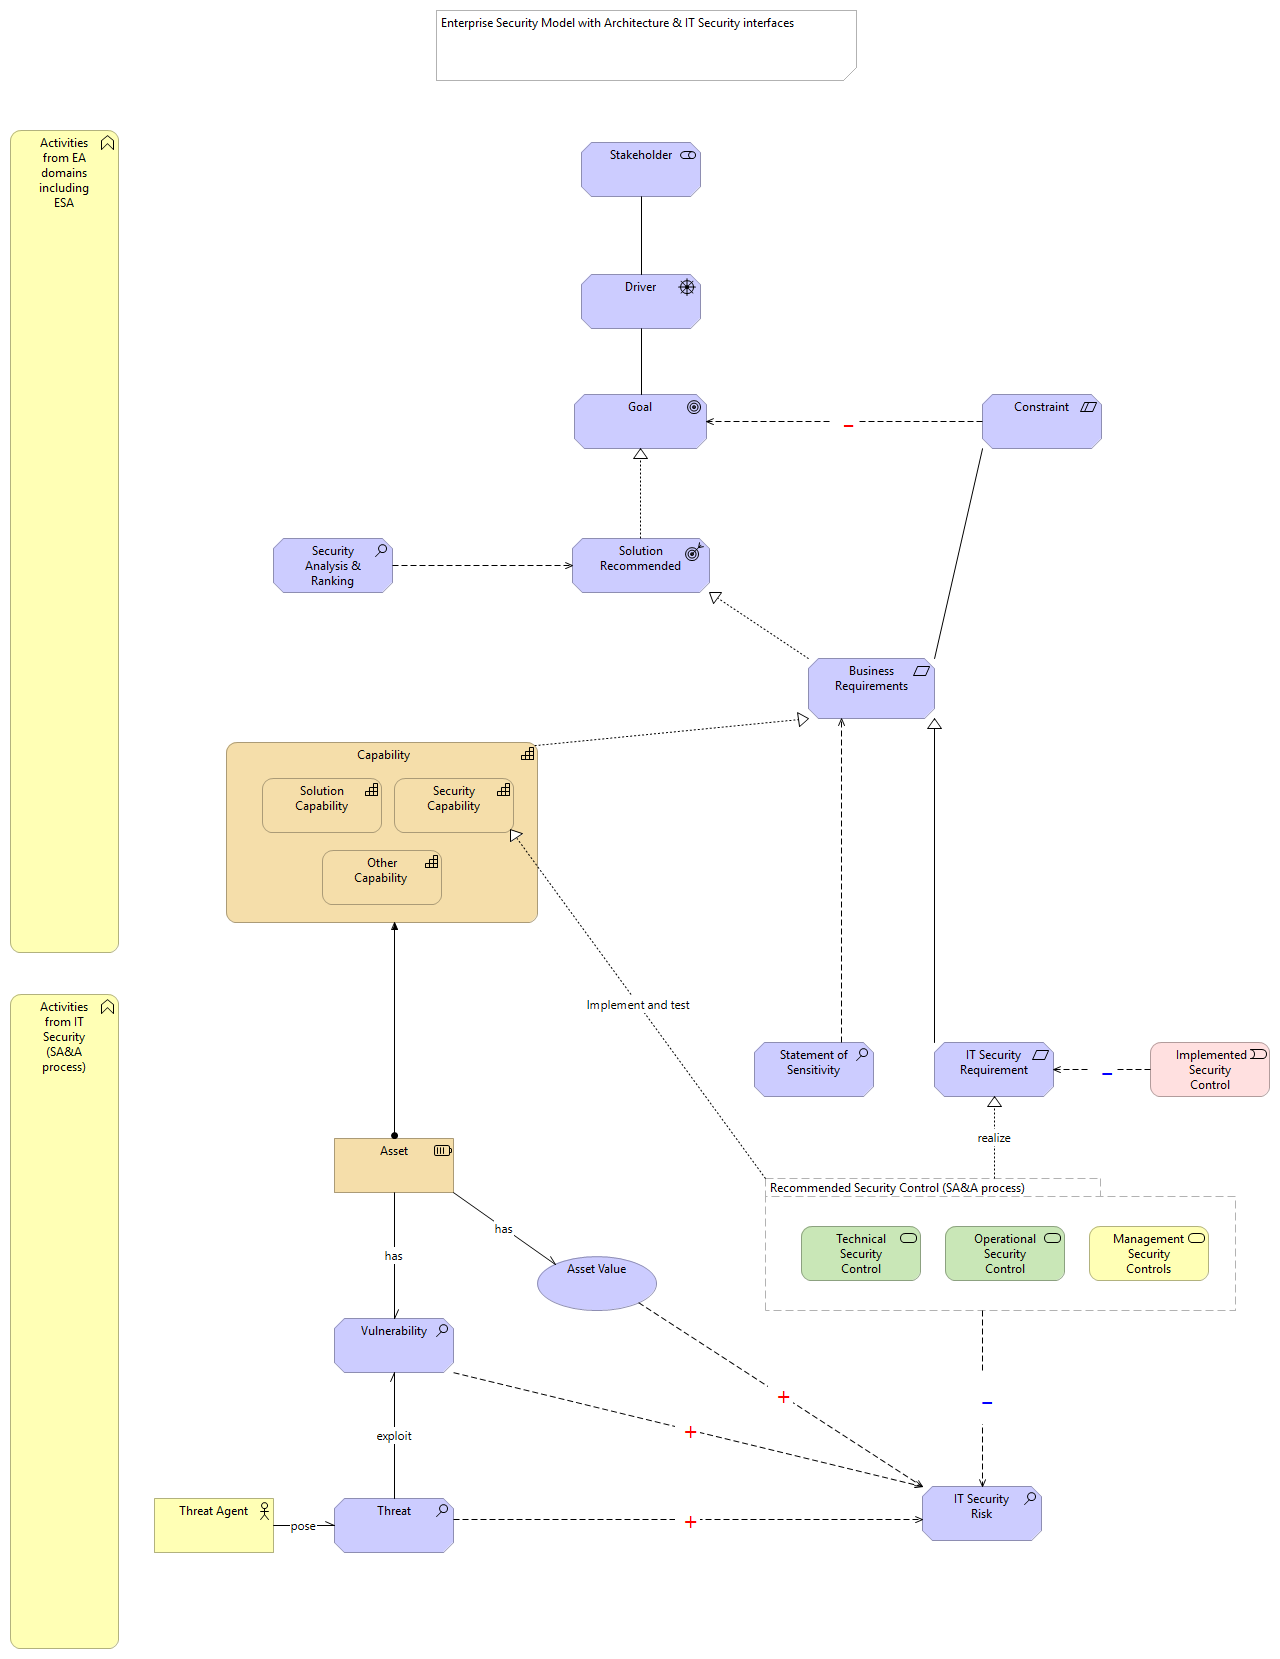 Enterprise Security Model with Architecture & IT Security interfaces
Activities
from EA
domains
including
ESA
Stakeholder
Driver
Goal
−
Constraint
Security
Analysis &
Ranking
Solution
Recommended
Business
Requirements
Capability
Solution
Capability
Security
Capability
Other
Capability
Activities
from IT
Security
(SA&A
process)
Implement and test
Statement of
Sensitivity
IT Security
Requirement
−
Implemented
Security
Control
realize
Asset
Recommended Security Control (SA&A process)
Technical
Security
Control
Operational
Security
Control
Management
Security
Controls
has
has
Asset Value
Vulnerability
+
−
+
exploit
IT Security
Risk
Threat Agent
pose
Threat
+